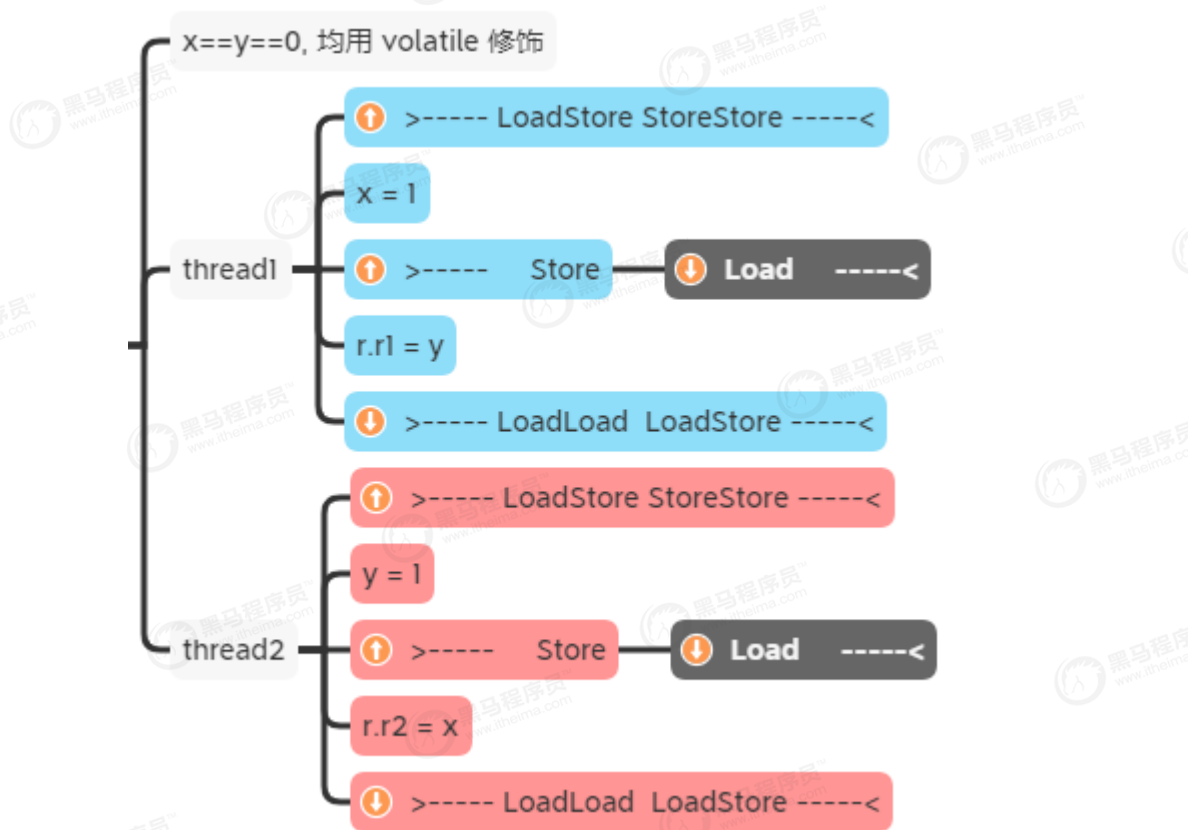 x==y==0, 均用 volatile 修饰
>----- LoadStore StoreStore -----<
x = 1
thread1
>----- Store
Load -----<
r.r1 = y
>----- LoadLoad LoadStore -----<
>----- LoadStore StoreStore -----<
y = 1
thread2
>----- Store
Load -----<
r.r2 = x
>----- LoadLoad LoadStore -----<
黑马程序员
www.itheima.com